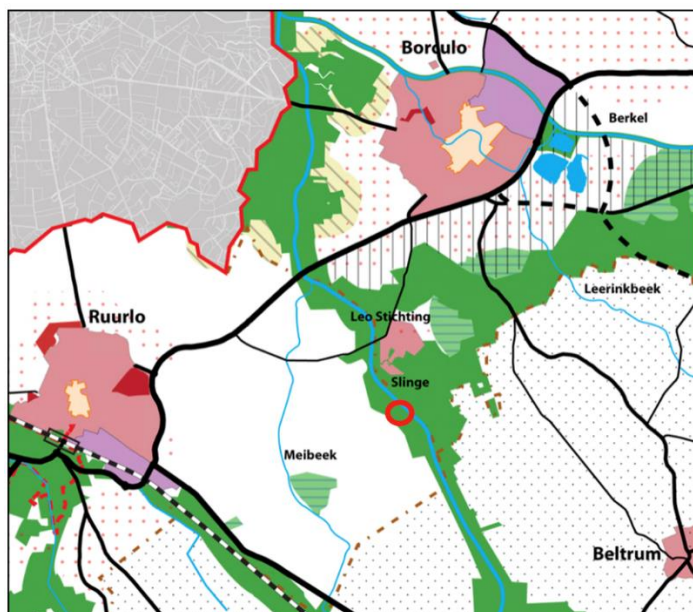 Borculo
Berkel
Leerinkbeek
Ruurlo
Leo Stichting
Slinge
Meibeek
Beltrum